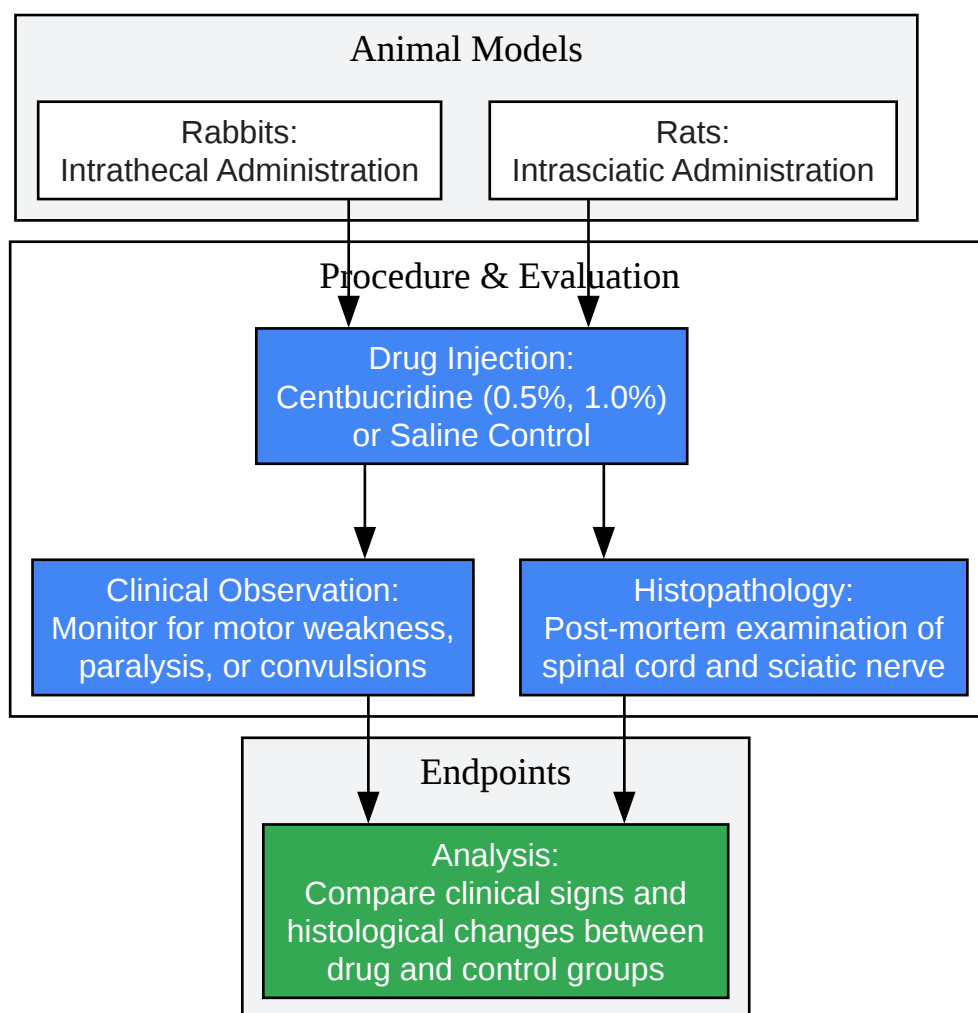 Animal Models
Rabbits:
Intrathecal Administration
Rats:
Intrasciatic Administration
Procedure & Evaluation
Drug Injection:
Centbucridine (0.5%, 1.0%)
or Saline Control
Clinical Observation:
Monitor for motor weakness,
paralysis, or convulsions
Histopathology:
Post-mortem examination of
spinal cord and sciatic nerve
Endpoints
Analysis:
Compare clinical signs and
histological changes between
drug and control groups